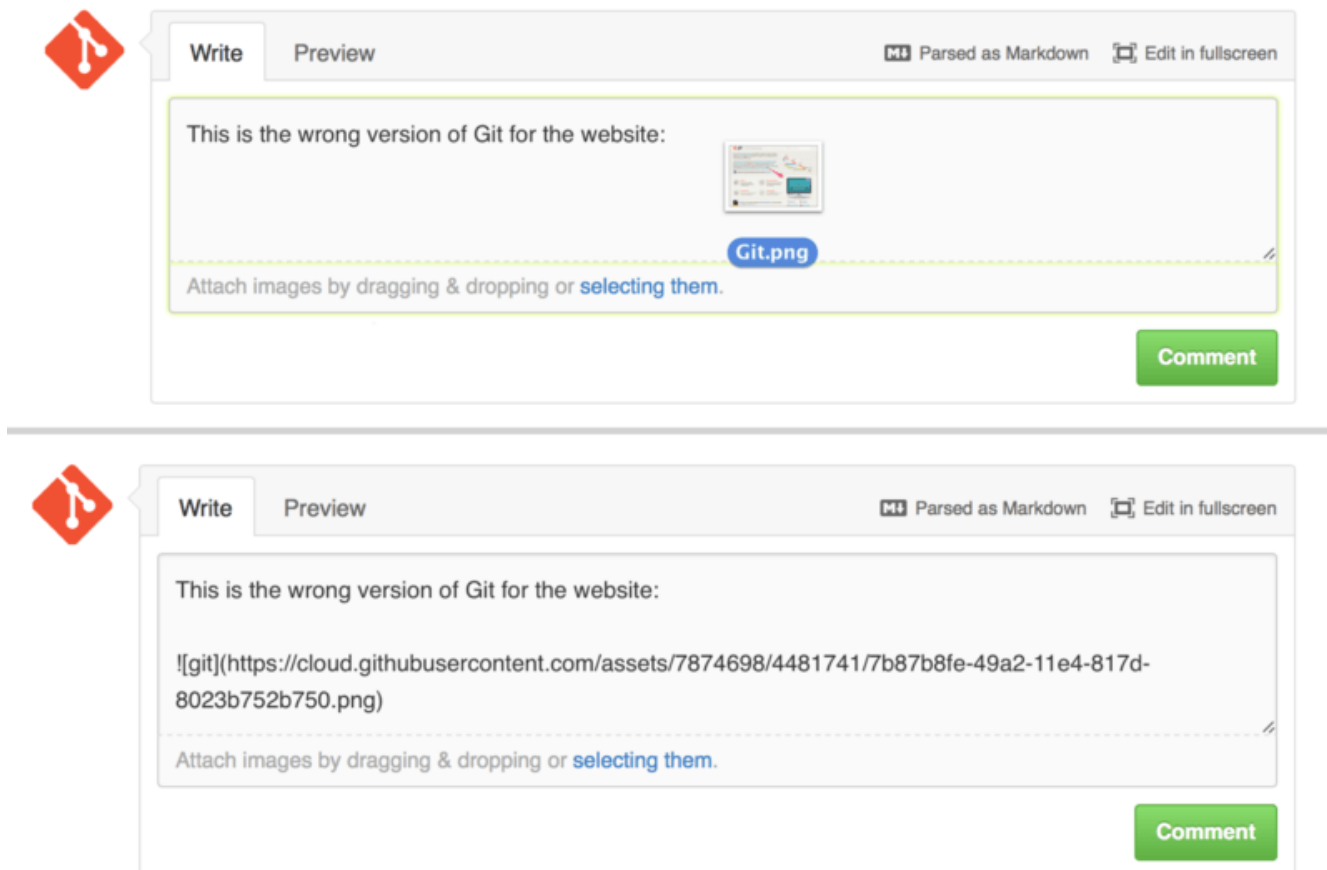 Write Preview Parsed as Markdown Edit in fullscreen
This is the wrong version of Git for the website:
Git.png
Attach images by dragging & dropping or selecting them.
Comment
Write Preview Parsed as Markdown Edit in fullscreen
This is the wrong version of Git for the website:
![git](https://cloud.githubusercontent.com/assets/7874698/4481741/7b87b8fe-49a2-11e4-817d-
8023b752b750.png)
Attach images by dragging & dropping or selecting them.
Comment